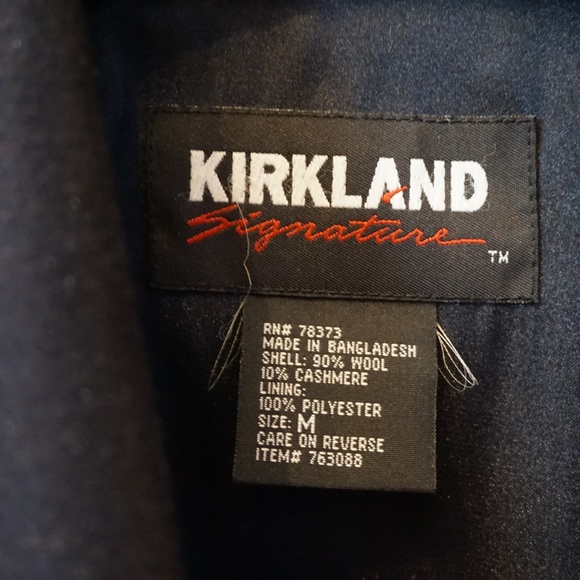 KIRKLAND
Signature
TM
RN# 78373
MADE IN BANGLADESH
SHELL: 90% WOOL
10% CASHMERE
LINING:
100% POLYESTER
SIZE: M
CARE ON REVERSE
ITEM# 763088